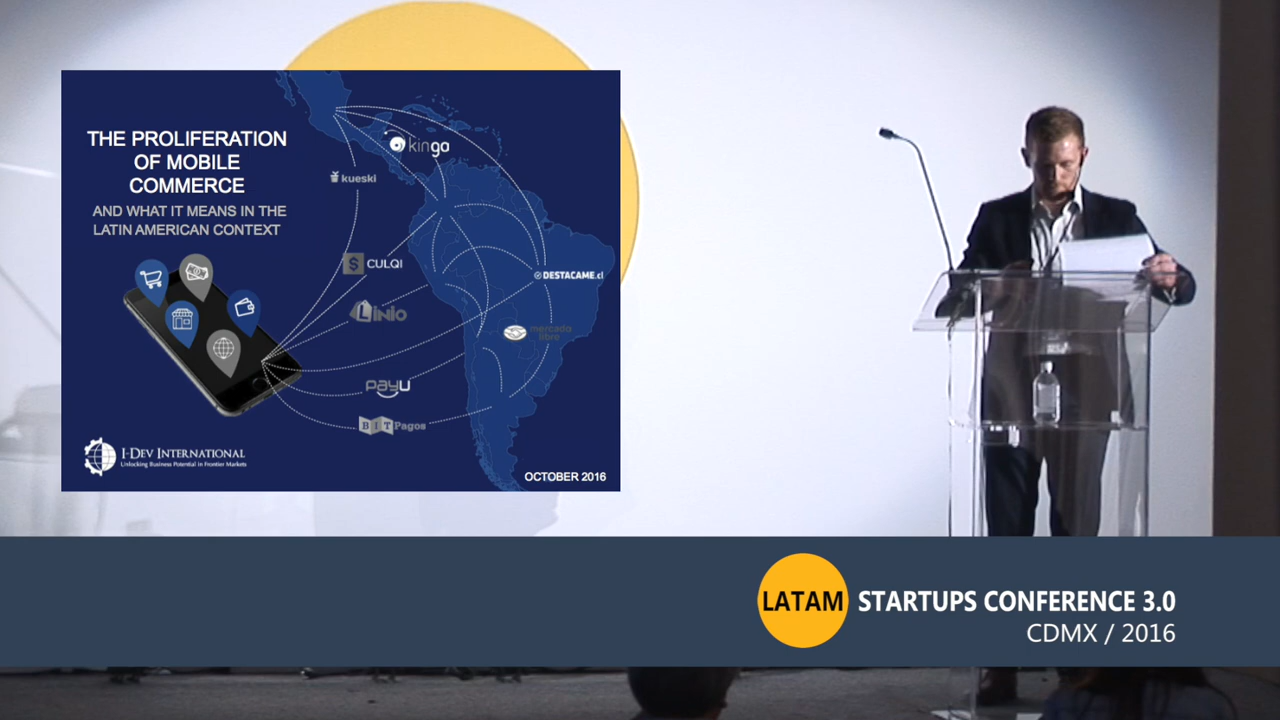 THE PROLIFERATION
OF MOBILE
COMMERCE
AND WHAT IT MEANS IN THE
LATIN AMERICAN CONTEXT
kingo
kueski
$ CULQI
DESTACAME.cl
Linio
mercado
libre
payU
BIT Pagos
I-DEV INTERNATIONAL
Unlocking Business Potential in Frontier Markets
OCTOBER 2016
LATAM STARTUPS CONFERENCE 3.0
CDMX / 2016